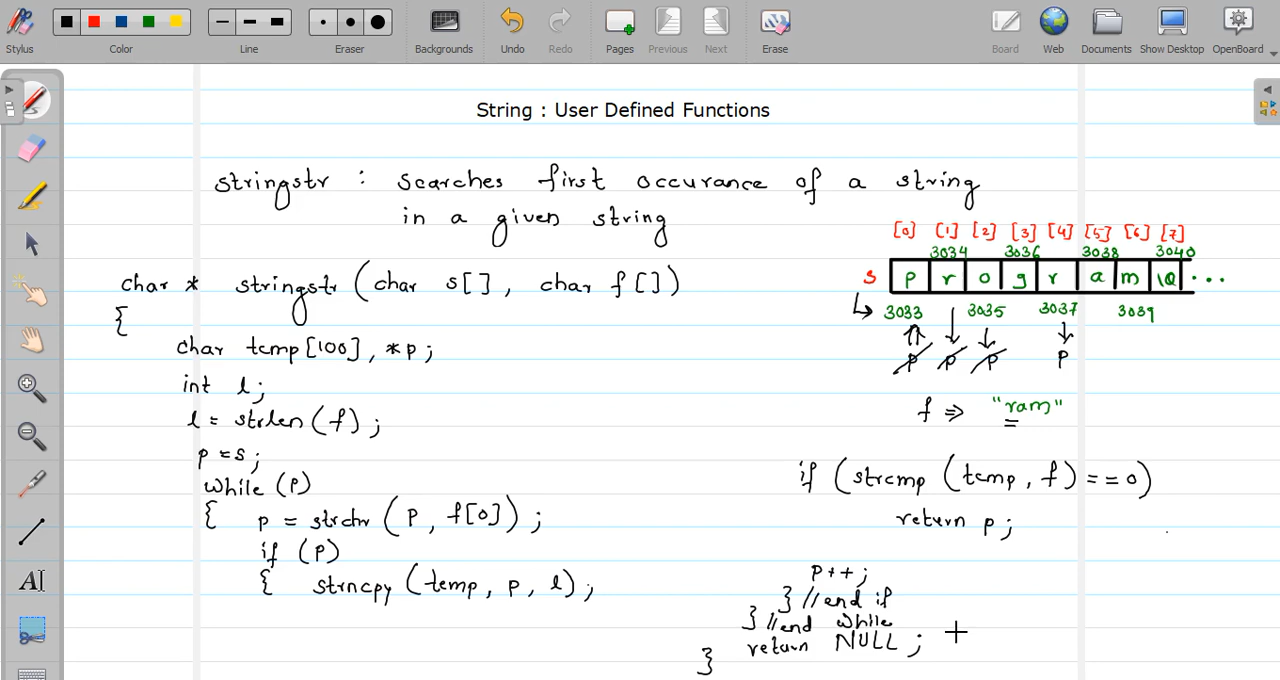 Stylus Color Line Eraser Backgrounds Undo Redo Pages Previous Next Erase Board Web Documents Show Desktop OpenBoard
String : User Defined Functions
stringstr : searches first occurance of a string
in a given string
char * stringstr (char s[] , char f[])
{
char temp[100], *p ;
int l;
l = strlen (f) ;
p = s ;
while (p)
{ p = strchr (p , f[0]) ;
if (p)
{ strncpy (temp, p, l) ;
[0] [1] [2] [3] [4] [5] [6] [7]
3034 3036 3038 3040
s p r o g r a m \0 ...
3033 3035 3037 3039
p p p p
f ⇒ "ram"
if (strcmp (temp, f) == 0)
return p ;
p++ ;
} //end if
} //end while
return NULL ;
}
AI